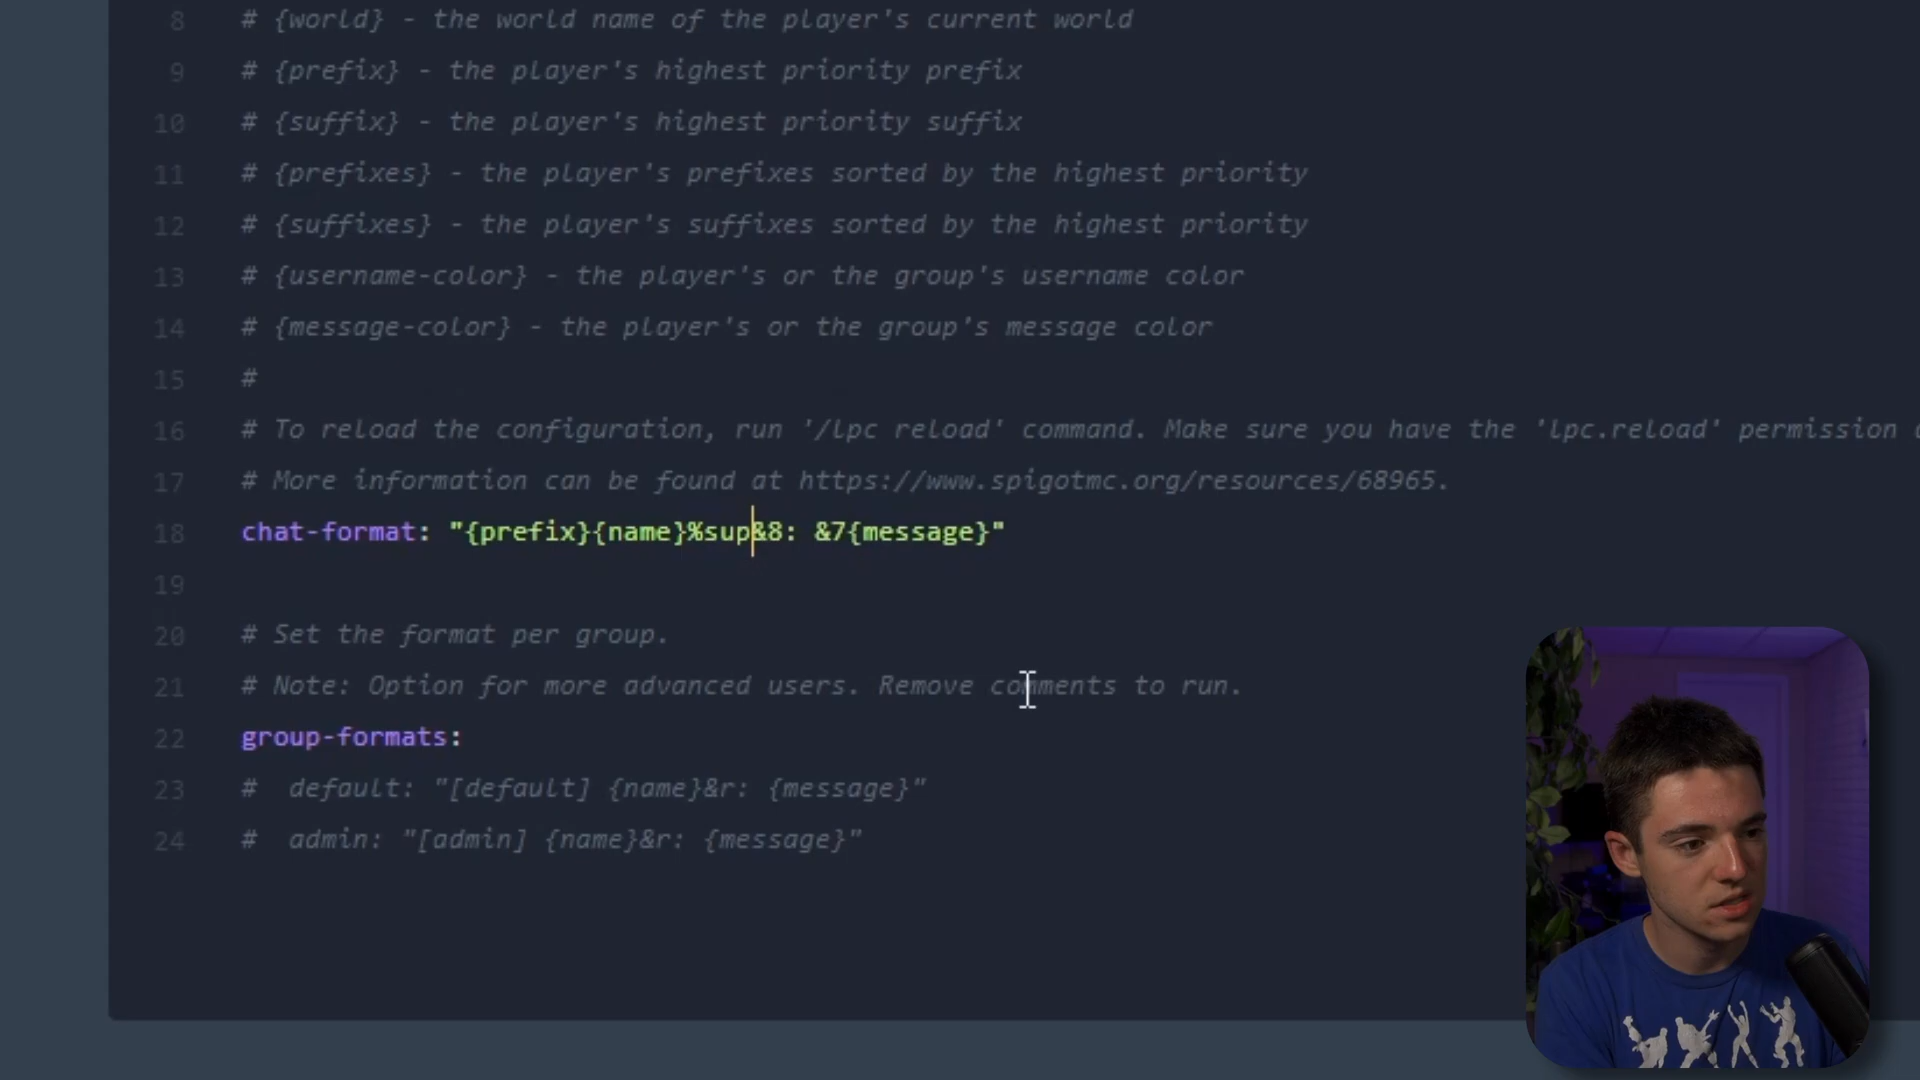 8 # {world} - the world name of the player's current world
9 # {prefix} - the player's highest priority prefix
10 # {suffix} - the player's highest priority suffix
11 # {prefixes} - the player's prefixes sorted by the highest priority
12 # {suffixes} - the player's suffixes sorted by the highest priority
13 # {username-color} - the player's or the group's username color
14 # {message-color} - the player's or the group's message color
15 #
16 # To reload the configuration, run '/lpc reload' command. Make sure you have the 'lpc.reload' permission
17 # More information can be found at https://www.spigotmc.org/resources/68965.
18 chat-format: "{prefix}{name}%sup&8: &7{message}"
19
20 # Set the format per group.
21 # Note: Option for more advanced users. Remove comments to run.
22 group-formats:
23 #  default: "[default] {name}&r: {message}"
24 #  admin: "[admin] {name}&r: {message}"